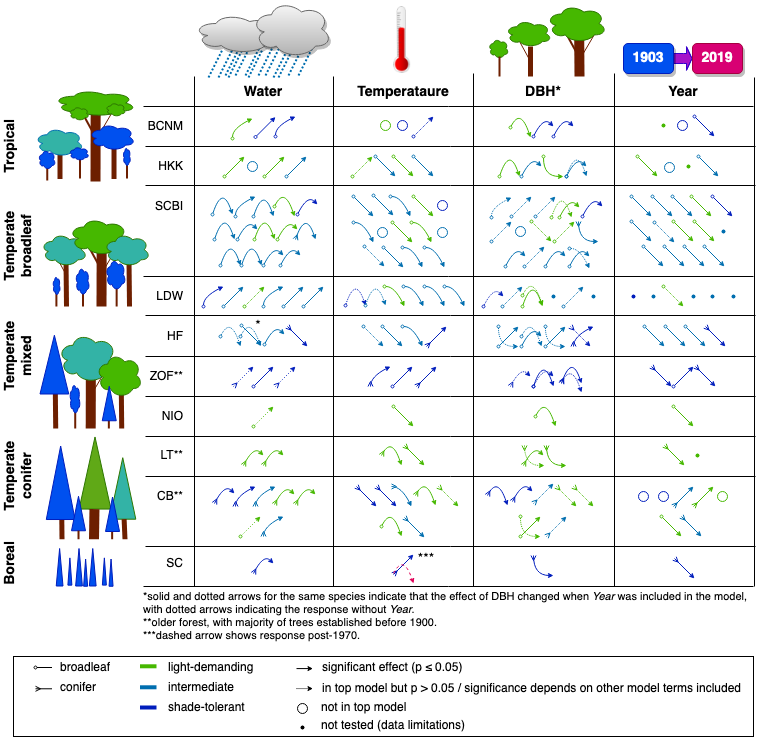 1903 2019
Water Temperataure DBH* Year
Tropical
BCNM
HKK
Temperate
broadleaf
SCBI
LDW
*
Temperate
mixed
HF
ZOF**
NIO
Temperate
conifer
LT**
CB**
Boreal
SC
***
*solid and dotted arrows for the same species indicate that the effect of DBH changed when Year was included in the model,
with dotted arrows indicating the response without Year.
**older forest, with majority of trees established before 1900.
***dashed arrow shows response post-1970.
broadleaf light-demanding significant effect (p ≤ 0.05)
conifer intermediate in top model but p > 0.05 / significance depends on other model terms included
shade-tolerant not in top model
not tested (data limitations)